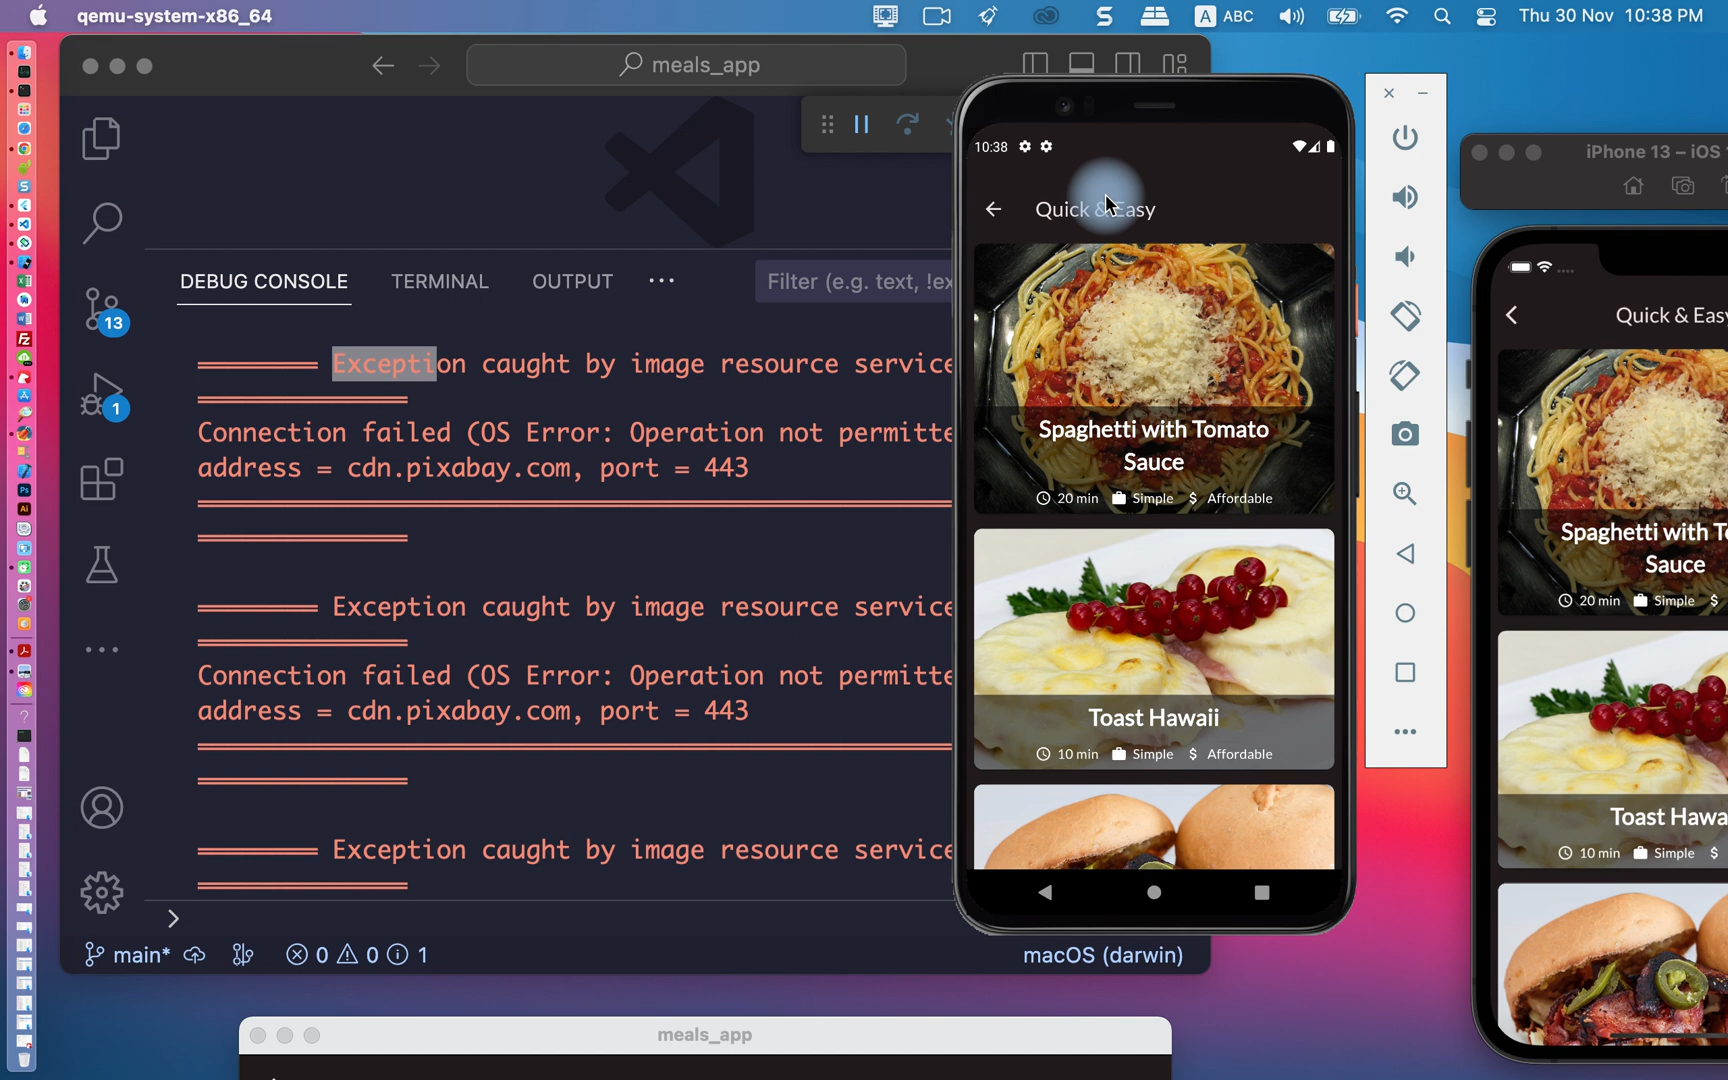 qemu-system-x86_64
A ABC
Thu 30 Nov 10:38 PM
meals_app
DEBUG CONSOLE
TERMINAL
OUTPUT
Filter (e.g. text, !ex
13
1
Exception caught by image resource service
Connection failed (OS Error: Operation not permitte
address = cdn.pixabay.com, port = 443
Exception caught by image resource service
Connection failed (OS Error: Operation not permitte
address = cdn.pixabay.com, port = 443
Exception caught by image resource service
main*
0
0
1
macOS (darwin)
meals_app
10:38
Quick & Easy
Spaghetti with Tomato
Sauce
20 min
Simple
$ Affordable
Toast Hawaii
10 min
Simple
$ Affordable
iPhone 13 – iOS
Quick & Easy
Spaghetti with To
Sauce
20 min
Simple
$
Toast Hawa
10 min
Simple
$